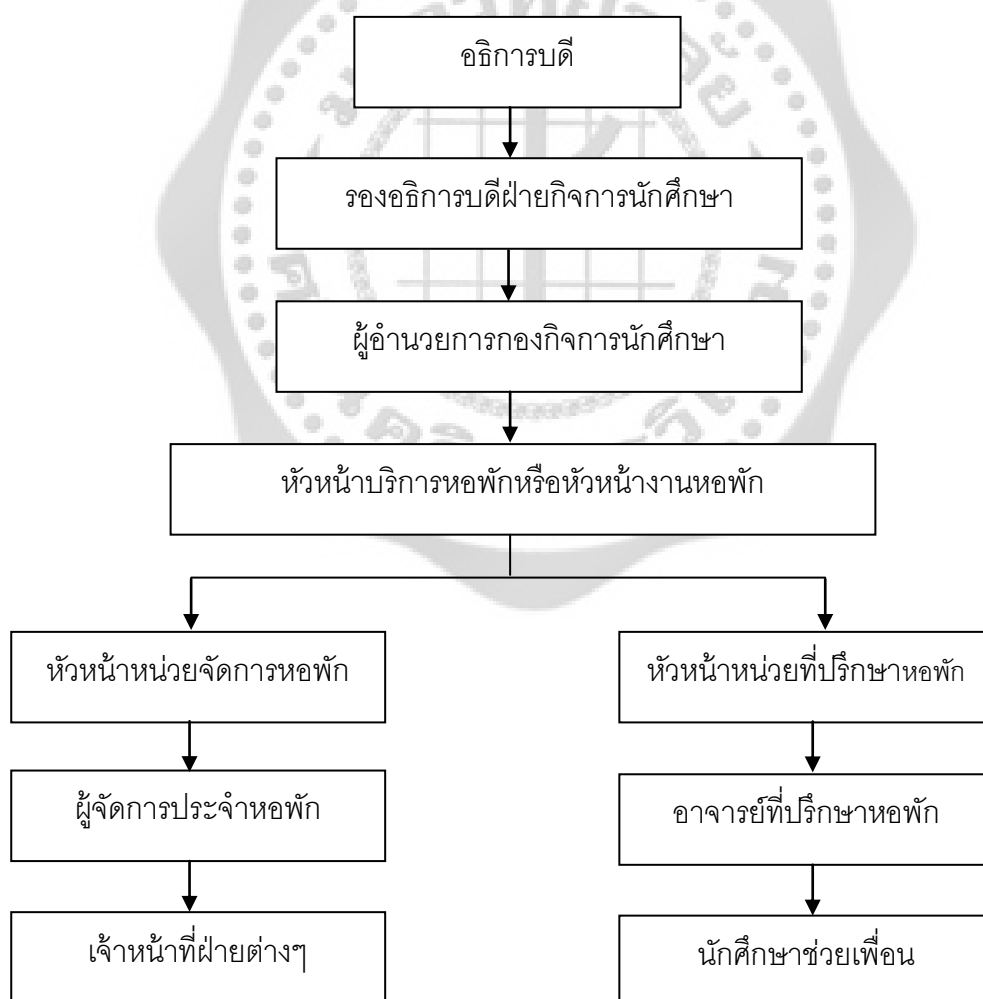 อธิการบดี
รองอธิการบดีฝ่ายกิจการนักศึกษา
ผู้อำนวยการกองกิจการนักศึกษา
หัวหน้าบริการหอพักหรือหัวหน้างานหอพัก
หัวหน้าหน่วยจัดการหอพัก
หัวหน้าหน่วยที่ปรึกษาหอพัก
ผู้จัดการประจำหอพัก
อาจารย์ที่ปรึกษาหอพัก
เจ้าหน้าที่ฝ่ายต่างๆ
นักศึกษาช่วยเพื่อน